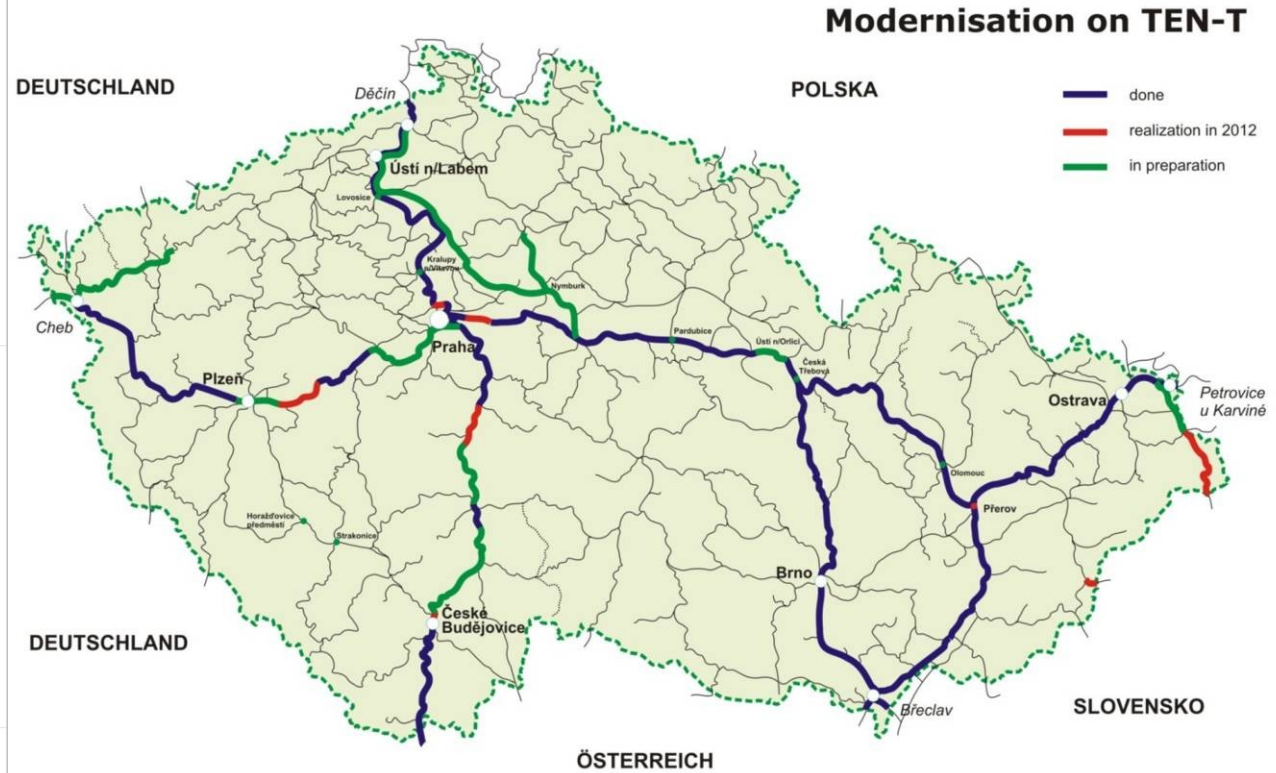 Modernisation on TEN-T
DEUTSCHLAND
POLSKA
done
realization in 2012
in preparation
Děčín
Ústí n/Labem
Lovosice
Kralupy
n/Vltavou
Nymburk
Cheb
Praha
Pardubice
Ústí n/Orlicí
Česká
Třebová
Plzeň
Ostrava
Petrovice
u Karviné
Olomouc
Přerov
Horažďovice
předměstí
Strakonice
Brno
České
Budějovice
DEUTSCHLAND
Břeclav
SLOVENSKO
ÖSTERREICH